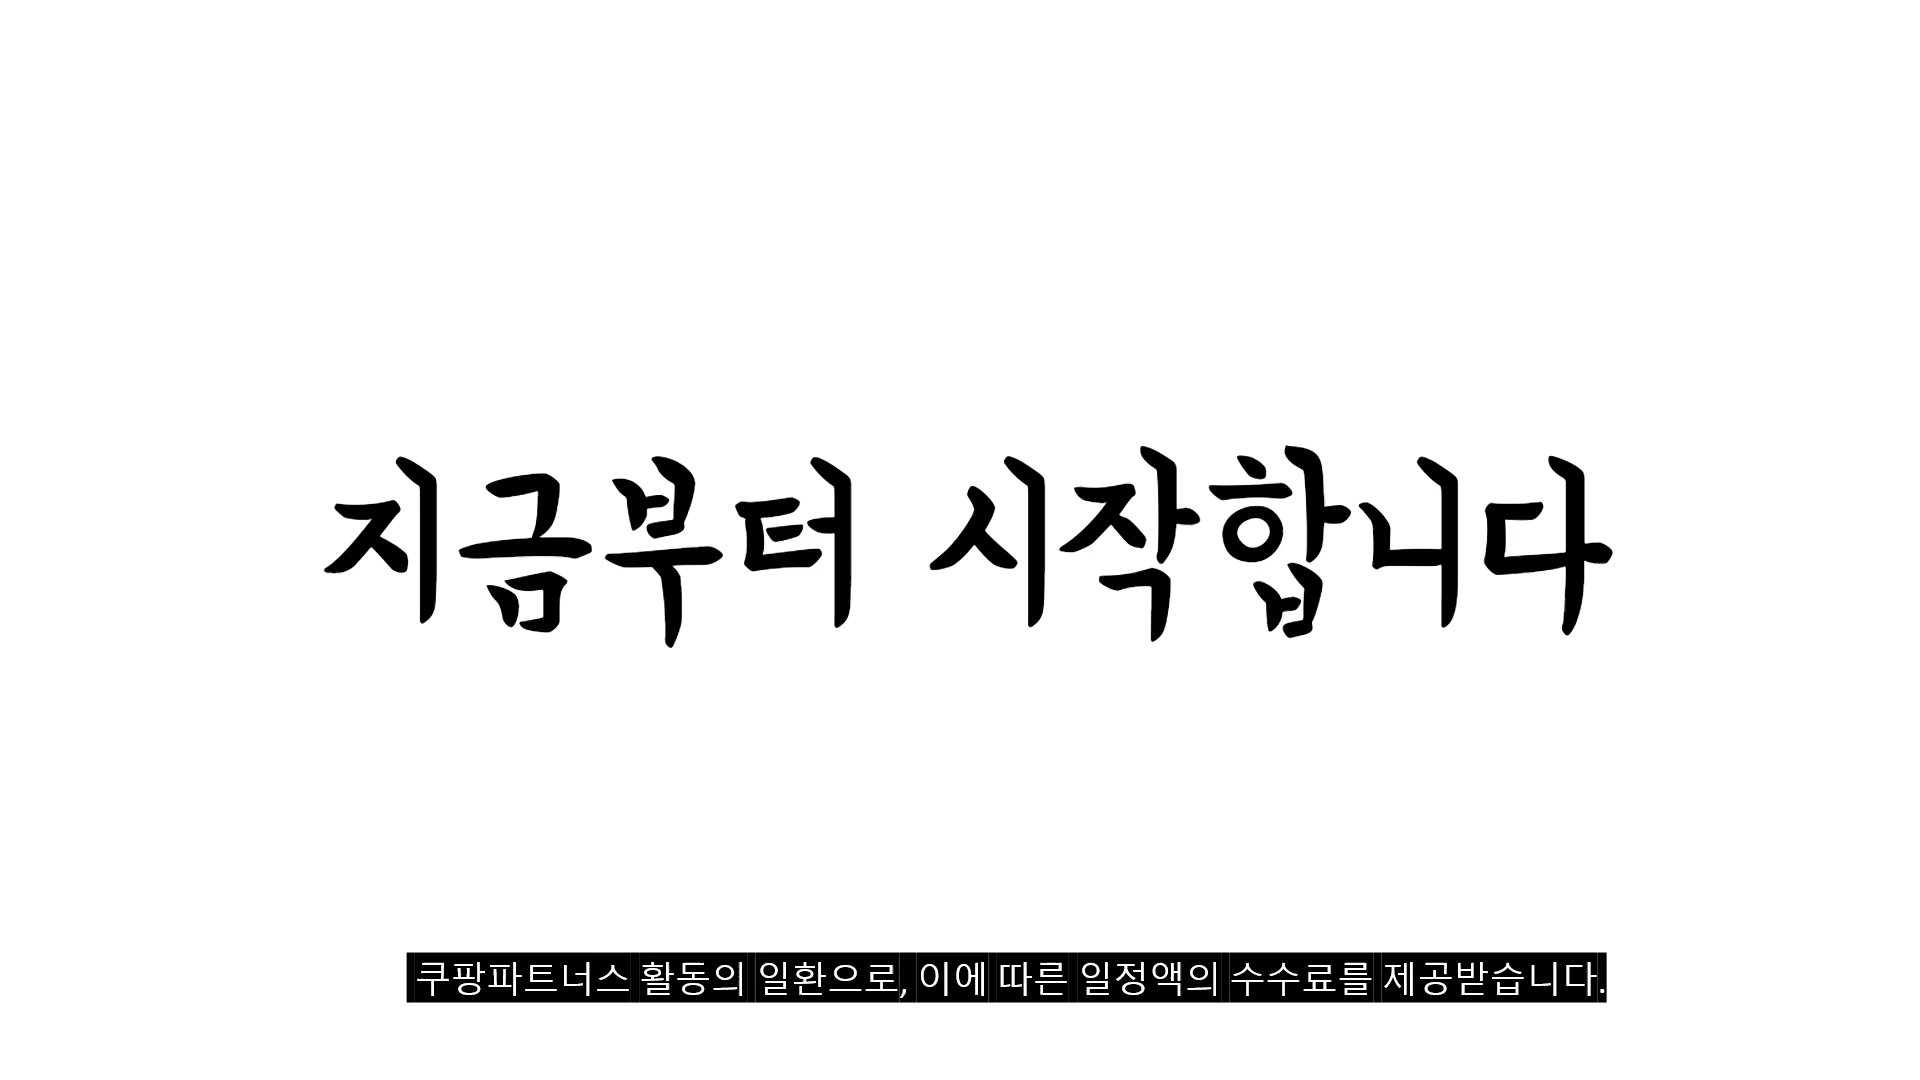 지금부터 시작합니다
쿠팡파트너스 활동의 일환으로, 이에 따른 일정액의 수수료를 제공받습니다.